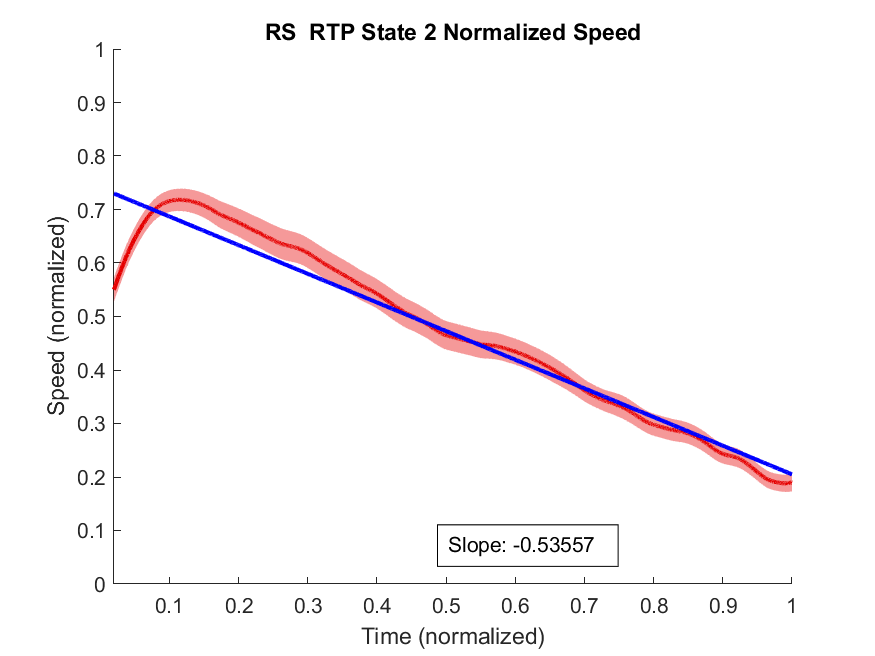 RS  RTP State 2 Normalized Speed
1
0.9
0.8
0.7
0.6
0.5
0.4
0.3
0.2
0.1
0
Speed (normalized)
Slope: -0.53557
0.1 0.2 0.3 0.4 0.5 0.6 0.7 0.8 0.9 1
Time (normalized)